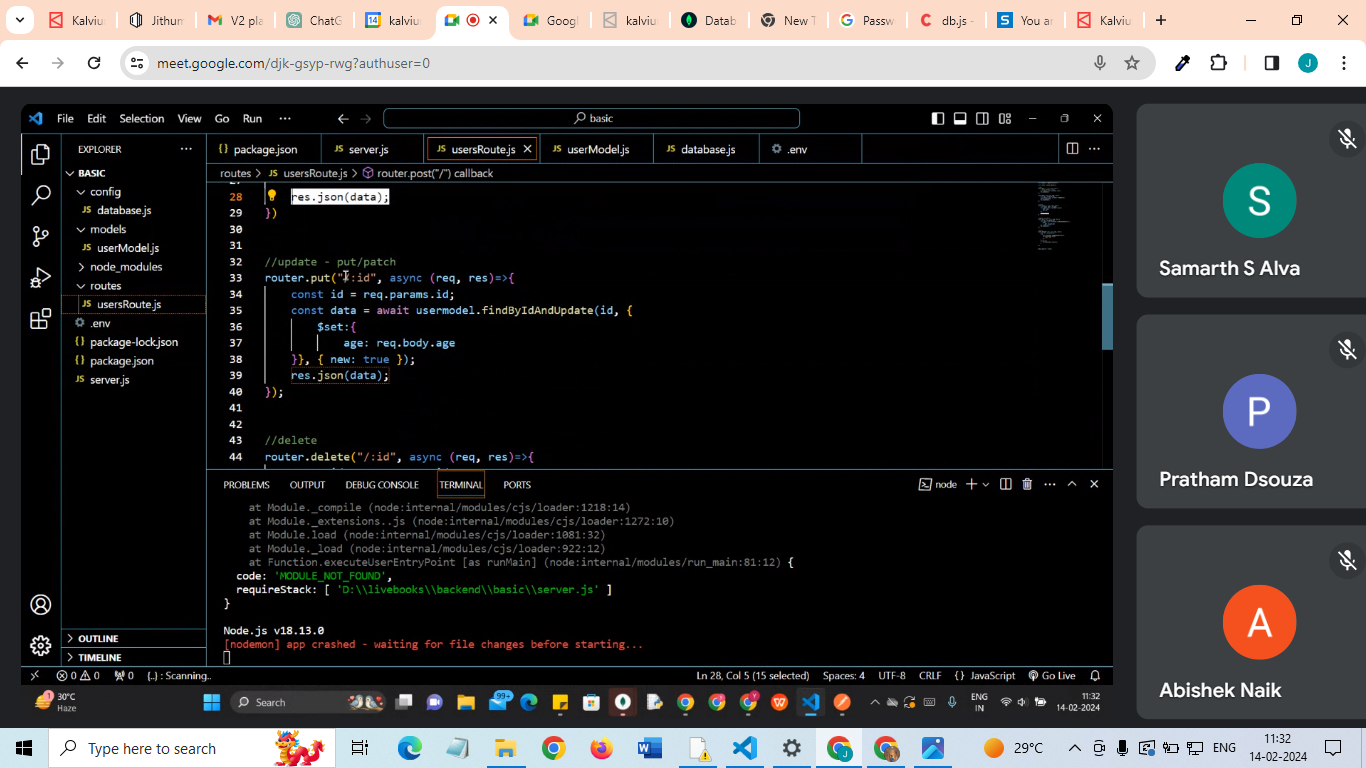 Kalviu
Jithum
V2 pla
ChatG
kalviu
Googl
kalviu
Datab
New T
Passw
db.js -
You ar
Kalviu
meet.google.com/djk-gsyp-rwg?authuser=0
J
File Edit Selection View Go Run ···
basic
EXPLORER
package.json
server.js
usersRoute.js
userModel.js
database.js
.env
routes > JS usersRoute.js > router.post("/") callback
BASIC
config
JS database.js
models
JS userModel.js
node_modules
routes
JS usersRoute.js
.env
package-lock.json
package.json
JS server.js
OUTLINE
TIMELINE
28 res.json(data);
29 })
30
31
32 //update - put/patch
33 router.put("/:id", async (req, res)=>{
34 const id = req.params.id;
35 const data = await usermodel.findByIdAndUpdate(id, {
36 $set:{
37 age: req.body.age
38 }}, { new: true });
39 res.json(data);
40 });
41
42
43 //delete
44 router.delete("/:id", async (req, res)=>{
PROBLEMS OUTPUT DEBUG CONSOLE TERMINAL PORTS
node
at Module._compile (node:internal/modules/cjs/loader:1218:14)
at Module._extensions..js (node:internal/modules/cjs/loader:1272:10)
at Module.load (node:internal/modules/cjs/loader:1081:32)
at Module._load (node:internal/modules/cjs/loader:922:12)
at Function.executeUserEntryPoint [as runMain] (node:internal/modules/run_main:81:12) {
code: 'MODULE_NOT_FOUND',
requireStack: [ 'D:\\livebooks\\backend\\basic\\server.js' ]
}
Node.js v18.13.0
[nodemon] app crashed - waiting for file changes before starting...
0 0 0 {..} : Scanning..
Ln 28, Col 5 (15 selected) Spaces: 4 UTF-8 CRLF {} JavaScript Go Live
1
30°C
Haze
Search
99+
ENG
IN
11:32
14-02-2024
S
Samarth S Alva
P
Pratham Dsouza
A
Abishek Naik
Type here to search
29°C
ENG
11:32
14-02-2024